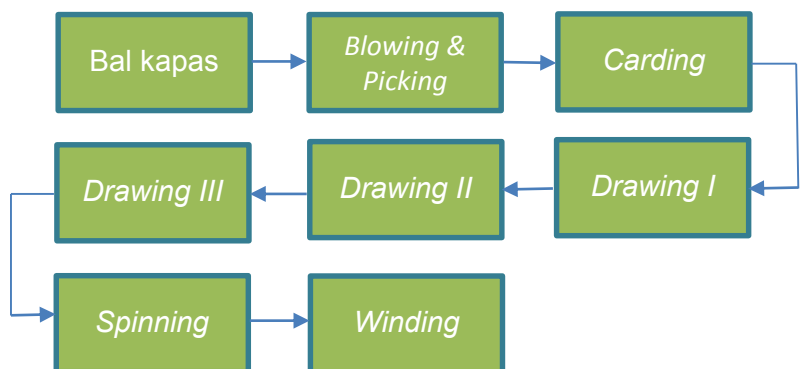 Bal kapas
Blowing &
Picking
Carding
Drawing III
Drawing II
Drawing I
Spinning
Winding